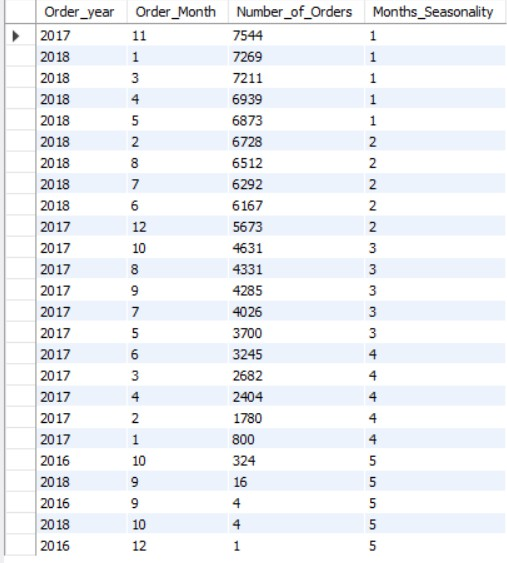 Order_year Order_Month Number_of_Orders Months_Seasonality
2017 11 7544 1
2018 1 7269 1
2018 3 7211 1
2018 4 6939 1
2018 5 6873 1
2018 2 6728 2
2018 8 6512 2
2018 7 6292 2
2018 6 6167 2
2017 12 5673 2
2017 10 4631 3
2017 8 4331 3
2017 9 4285 3
2017 7 4026 3
2017 5 3700 3
2017 6 3245 4
2017 3 2682 4
2017 4 2404 4
2017 2 1780 4
2017 1 800 4
2016 10 324 5
2018 9 16 5
2016 9 4 5
2018 10 4 5
2016 12 1 5